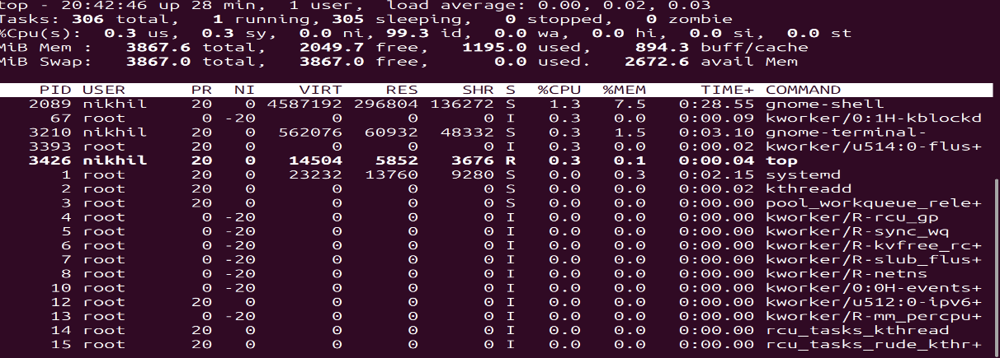 top - 20:42:46 up 28 min,  1 user,  load average: 0.00, 0.02, 0.03
Tasks: 306 total,   1 running, 305 sleeping,   0 stopped,   0 zombie
%Cpu(s):  0.3 us,  0.3 sy,  0.0 ni, 99.3 id,  0.0 wa,  0.0 hi,  0.0 si,  0.0 st
MiB Mem :   3867.6 total,   2049.7 free,   1195.0 used,    894.3 buff/cache
MiB Swap:   3867.0 total,   3867.0 free,      0.0 used.   2672.6 avail Mem
PID USER      PR  NI    VIRT    RES    SHR S  %CPU  %MEM     TIME+ COMMAND
2089 nikhil    20   0 4587192 296804 136272 S   1.3   7.5   0:28.55 gnome-shell
67 root       0 -20       0      0      0 I   0.3   0.0   0:00.09 kworker/0:1H-kblockd
3210 nikhil    20   0  562076  60932  48332 S   0.3   1.5   0:03.10 gnome-terminal-
3393 root      20   0       0      0      0 I   0.3   0.0   0:00.02 kworker/u514:0-flus+
3426 nikhil    20   0   14504   5852   3676 R   0.3   0.1   0:00.04 top
1 root      20   0   23232  13760   9280 S   0.0   0.3   0:02.15 systemd
2 root      20   0       0      0      0 S   0.0   0.0   0:00.02 kthreadd
3 root      20   0       0      0      0 S   0.0   0.0   0:00.00 pool_workqueue_rele+
4 root       0 -20       0      0      0 I   0.0   0.0   0:00.00 kworker/R-rcu_gp
5 root       0 -20       0      0      0 I   0.0   0.0   0:00.00 kworker/R-sync_wq
6 root       0 -20       0      0      0 I   0.0   0.0   0:00.00 kworker/R-kvfree_rc+
7 root       0 -20       0      0      0 I   0.0   0.0   0:00.00 kworker/R-slub_flus+
8 root       0 -20       0      0      0 I   0.0   0.0   0:00.00 kworker/R-netns
10 root       0 -20       0      0      0 I   0.0   0.0   0:00.00 kworker/0:0H-events+
12 root      20   0       0      0      0 I   0.0   0.0   0:00.00 kworker/u512:0-ipv6+
13 root       0 -20       0      0      0 I   0.0   0.0   0:00.00 kworker/R-mm_percpu+
14 root      20   0       0      0      0 I   0.0   0.0   0:00.00 rcu_tasks_kthread
15 root      20   0       0      0      0 I   0.0   0.0   0:00.00 rcu_tasks_rude_kthr+